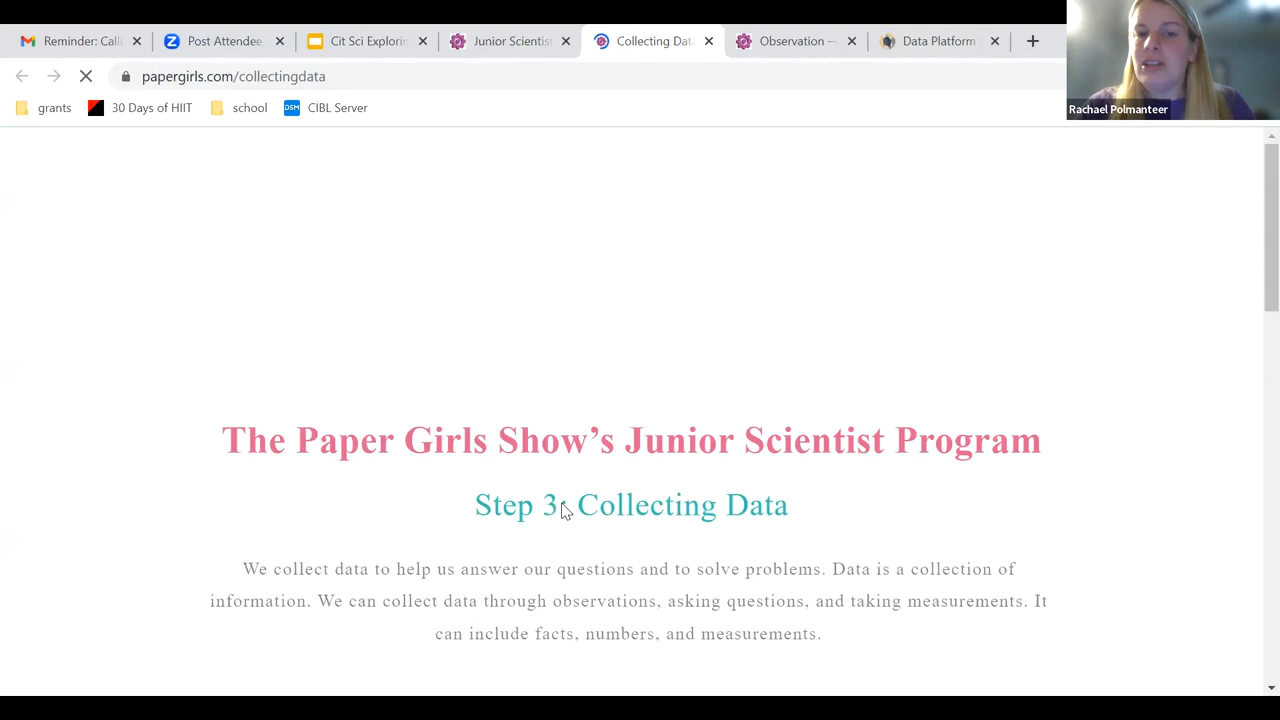 Reminder: Calli
Post Attendee
Cit Sci Explorin
Junior Scientist
Collecting Dat
Observation —
Data Platform
papergirls.com/collectingdata
grants
30 Days of HIIT
school
DSM
CIBL Server
Rachael Polmanteer
The Paper Girls Show’s Junior Scientist Program
Step 3: Collecting Data
We collect data to help us answer our questions and to solve problems. Data is a collection of
information. We can collect data through observations, asking questions, and taking measurements. It
can include facts, numbers, and measurements.